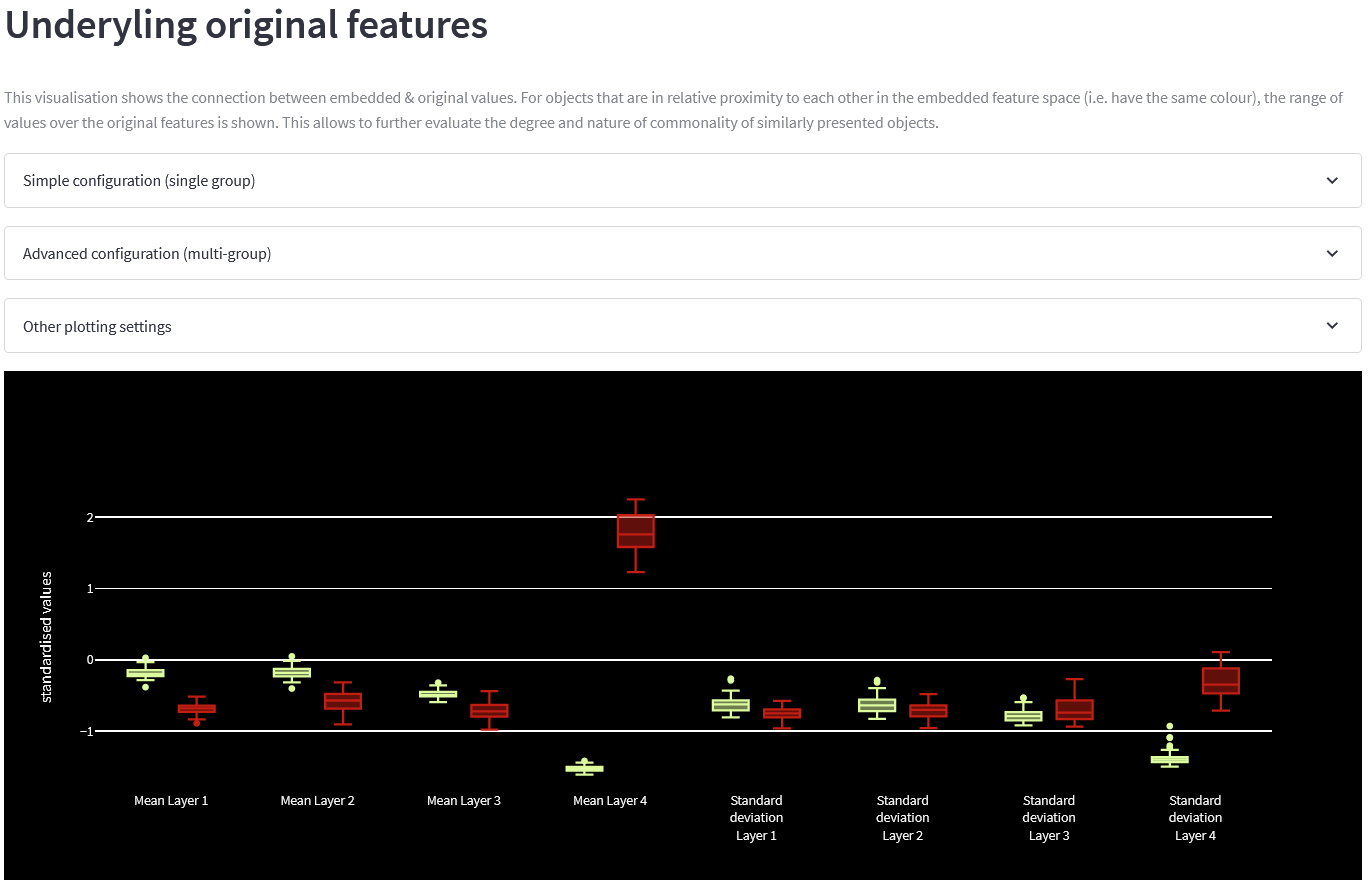 Underyling original features
This visualisation shows the connection between embedded & original values. For objects that are in relative proximity to each other in the embedded feature space (i.e. have the same colour), the range of
values over the original features is shown. This allows to further evaluate the degree and nature of commonality of similarly presented objects.
Simple configuration (single group)
Advanced configuration (multi-group)
Other plotting settings
2
1
0
−1
standardised values
Mean Layer 1 Mean Layer 2 Mean Layer 3 Mean Layer 4 Standard Standard Standard Standard
deviation deviation deviation deviation
Layer 1 Layer 2 Layer 3 Layer 4